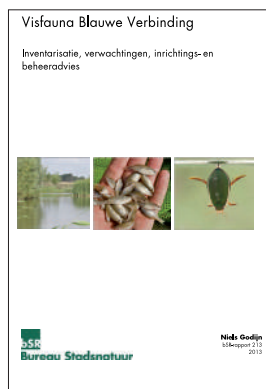 Visfauna Blauwe Verbinding
Inventarisatie, verwachtingen, inrichtings- en
beheeradvies
bSR
Bureau Stadsnatuur
Niels Godijn
bSR-rapport 213
2013